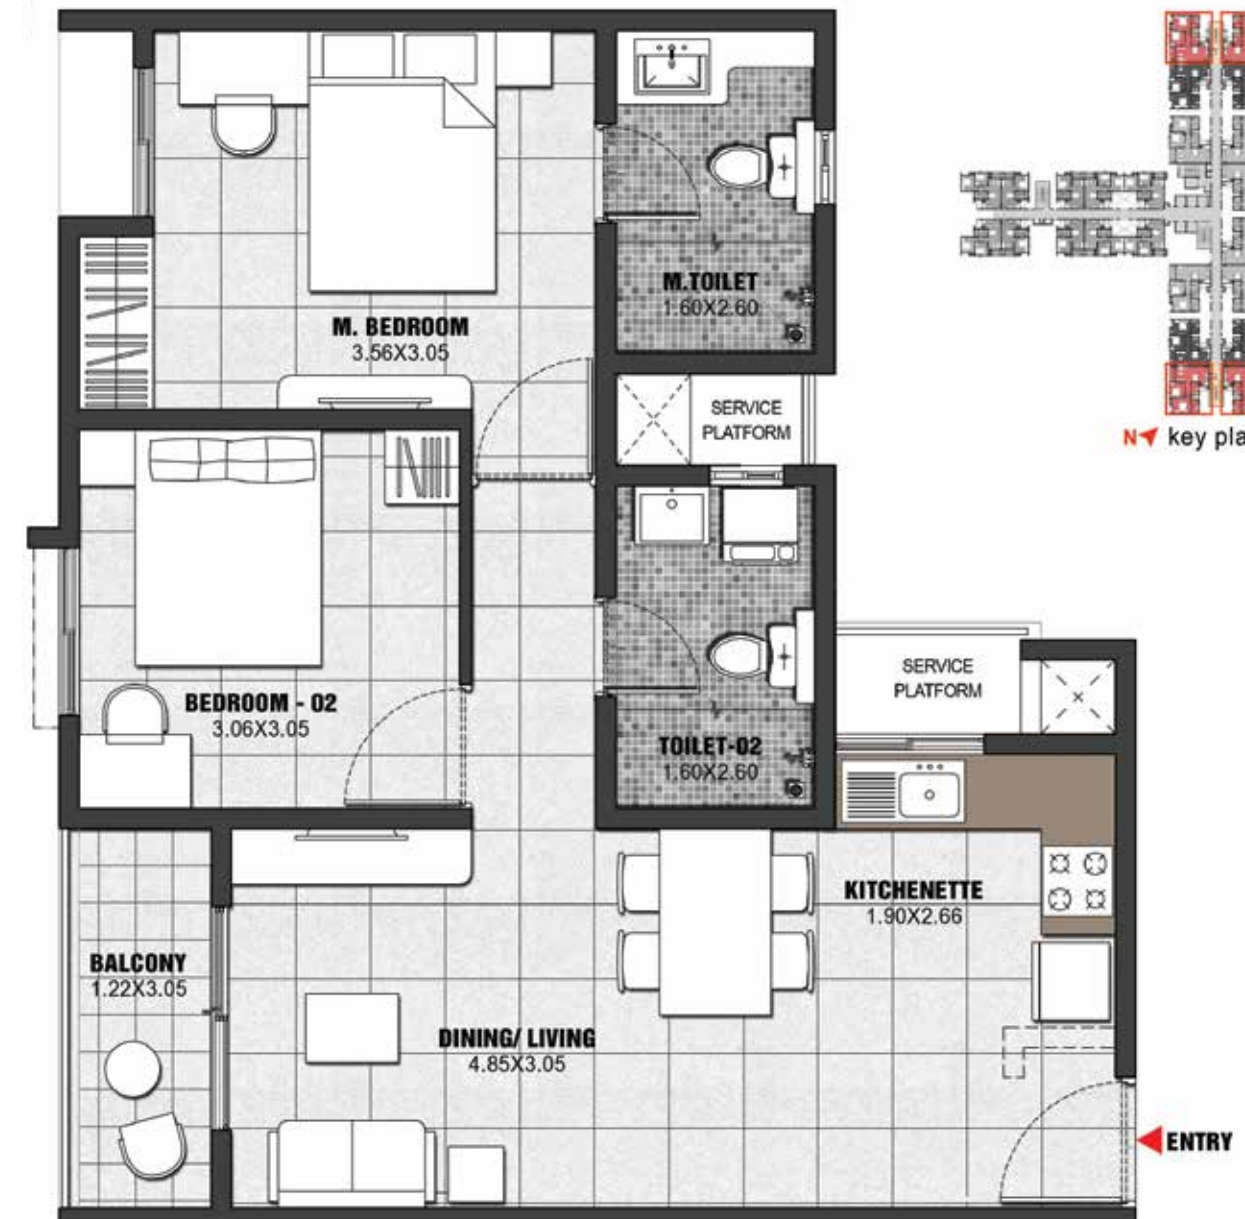 M.TOILET
1.60X2.60
M. BEDROOM
3.56X3.05
SERVICE
PLATFORM
N key pla
BEDROOM - 02
3.06X3.05
SERVICE
PLATFORM
TOILET-02
1.60X2.60
KITCHENETTE
1.90X2.66
BALCONY
1.22X3.05
DINING/ LIVING
4.85X3.05
ENTRY